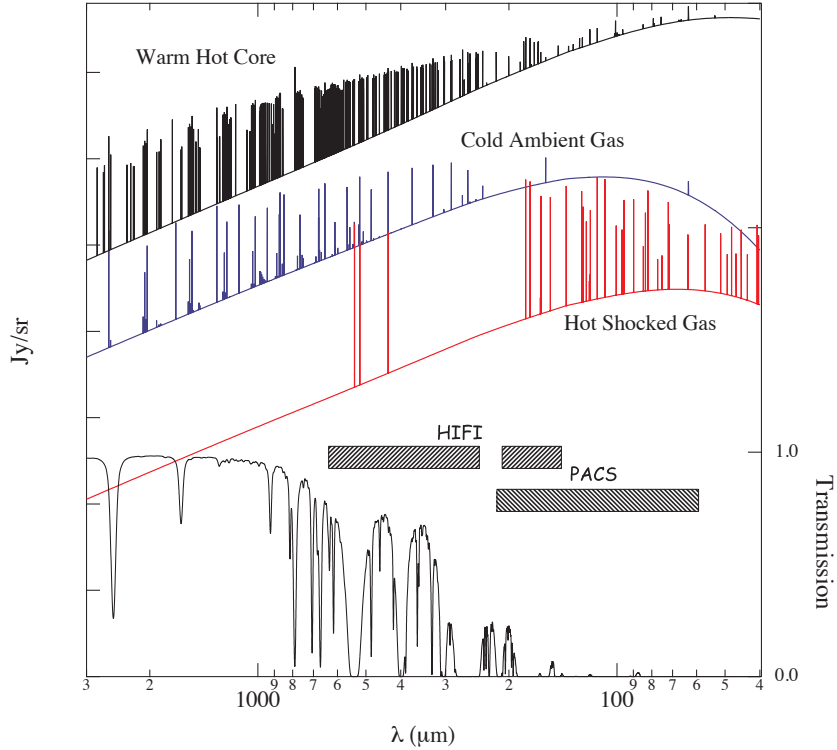 Warm Hot Core
Cold Ambient Gas
Hot Shocked Gas
Jy/sr
HIFI
PACS
1.0
Transmission
0.0
3 2 9 8 7 6 5 4 3 2 9 8 7 6 5 4
1000 100
λ (μm)